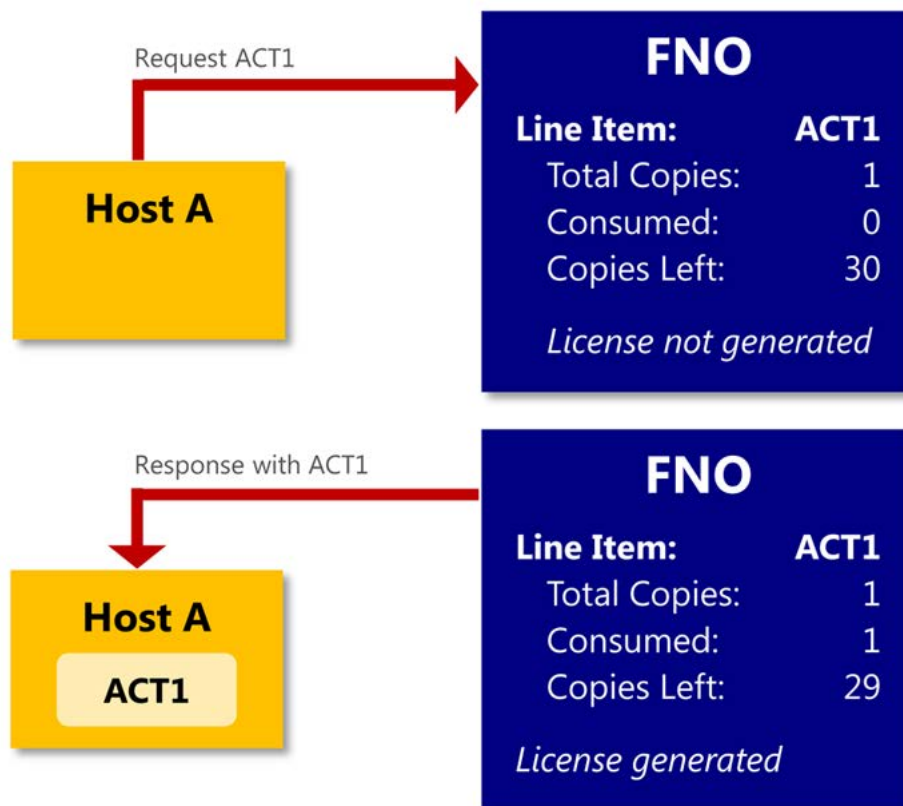 Request ACT1
Host A
FNO
Line Item: ACT1
Total Copies: 1
Consumed: 0
Copies Left: 30
License not generated
Response with ACT1
Host A
ACT1
FNO
Line Item: ACT1
Total Copies: 1
Consumed: 1
Copies Left: 29
License generated